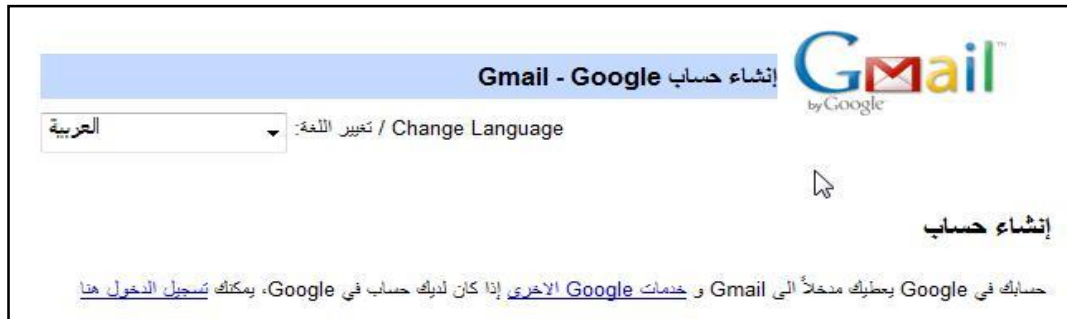 Gmail™
by Google
إنشاء حساب Gmail - Google
Change Language / تغيير اللغة: العربية
إنشاء حساب
حسابك في Google يعطيك مدخلاً الى Gmail و خدمات Google الاخرى إذا كان لديك حساب في Google، يمكنك تسجيل الدخول هنا